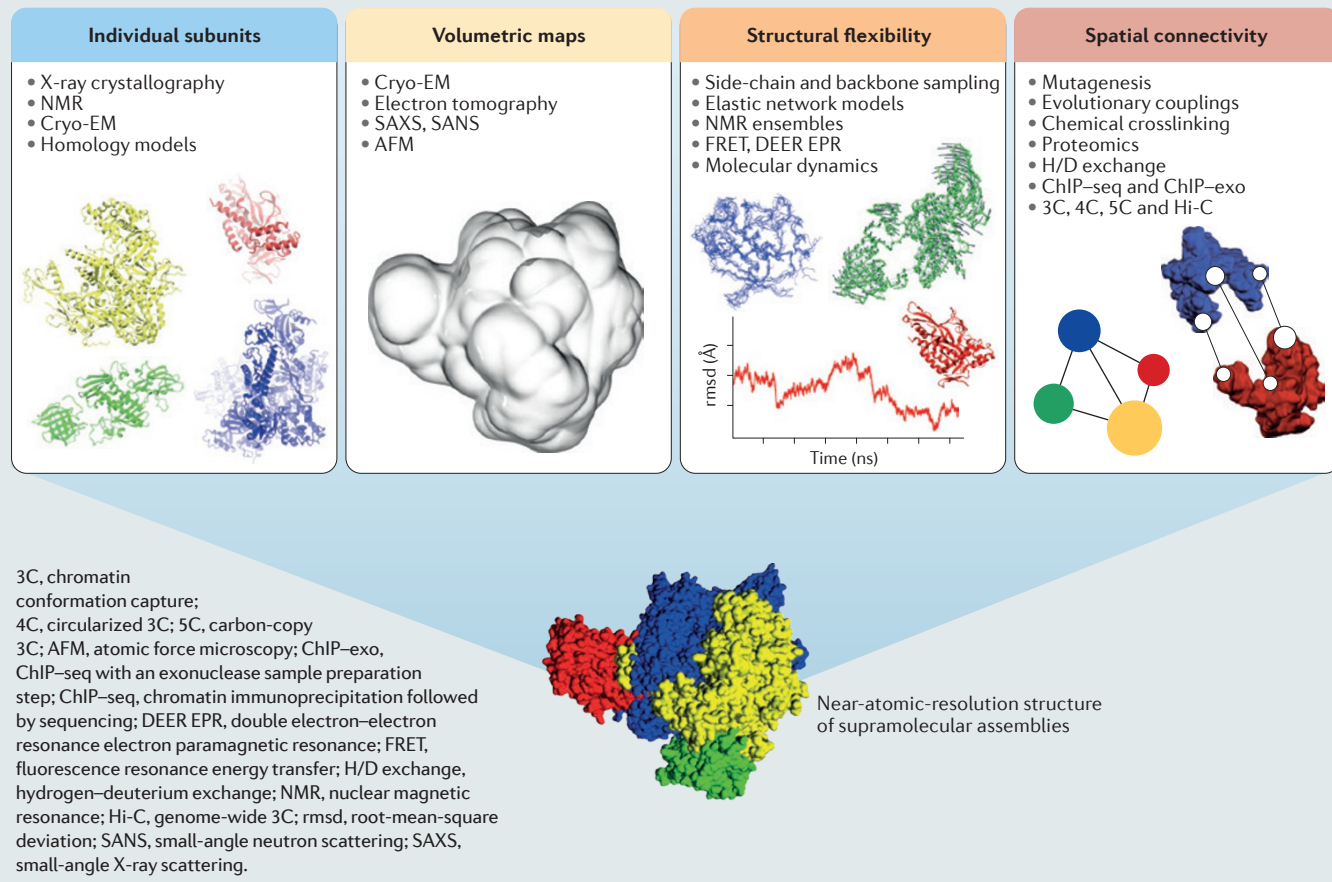 Individual subunits
• X-ray crystallography
• NMR
• Cryo-EM
• Homology models
Volumetric maps
• Cryo-EM
• Electron tomography
• SAXS, SANS
• AFM
Structural flexibility
• Side-chain and backbone sampling
• Elastic network models
• NMR ensembles
• FRET, DEER EPR
• Molecular dynamics
rmsd (Å)
Time (ns)
Spatial connectivity
• Mutagenesis
• Evolutionary couplings
• Chemical crosslinking
• Proteomics
• H/D exchange
• ChIP–seq and ChIP–exo
• 3C, 4C, 5C and Hi-C
3C, chromatin
conformation capture;
4C, circularized 3C; 5C, carbon-copy
3C; AFM, atomic force microscopy; ChIP–exo,
ChIP–seq with an exonuclease sample preparation
step; ChIP–seq, chromatin immunoprecipitation followed
by sequencing; DEER EPR, double electron–electron
resonance electron paramagnetic resonance; FRET,
fluorescence resonance energy transfer; H/D exchange,
hydrogen–deuterium exchange; NMR, nuclear magnetic
resonance; Hi-C, genome-wide 3C; rmsd, root-mean-square
deviation; SANS, small-angle neutron scattering; SAXS,
small-angle X-ray scattering.
Near-atomic-resolution structure
of supramolecular assemblies